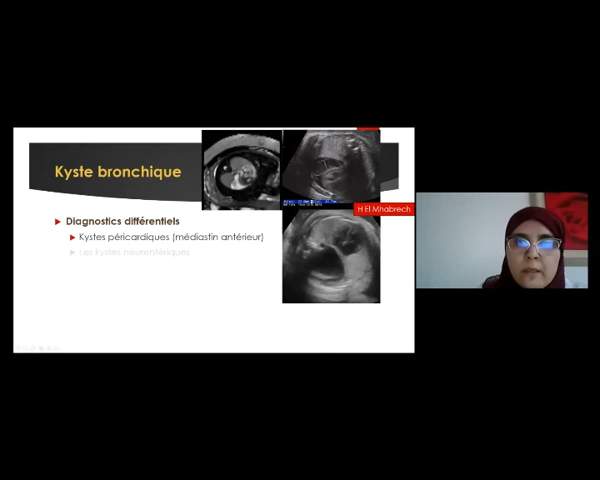 Kyste bronchique
H El Mhabrech
Diagnostics différentiels
Kystes péricardiques (médiastin antérieur)
Les kystes neurentériques